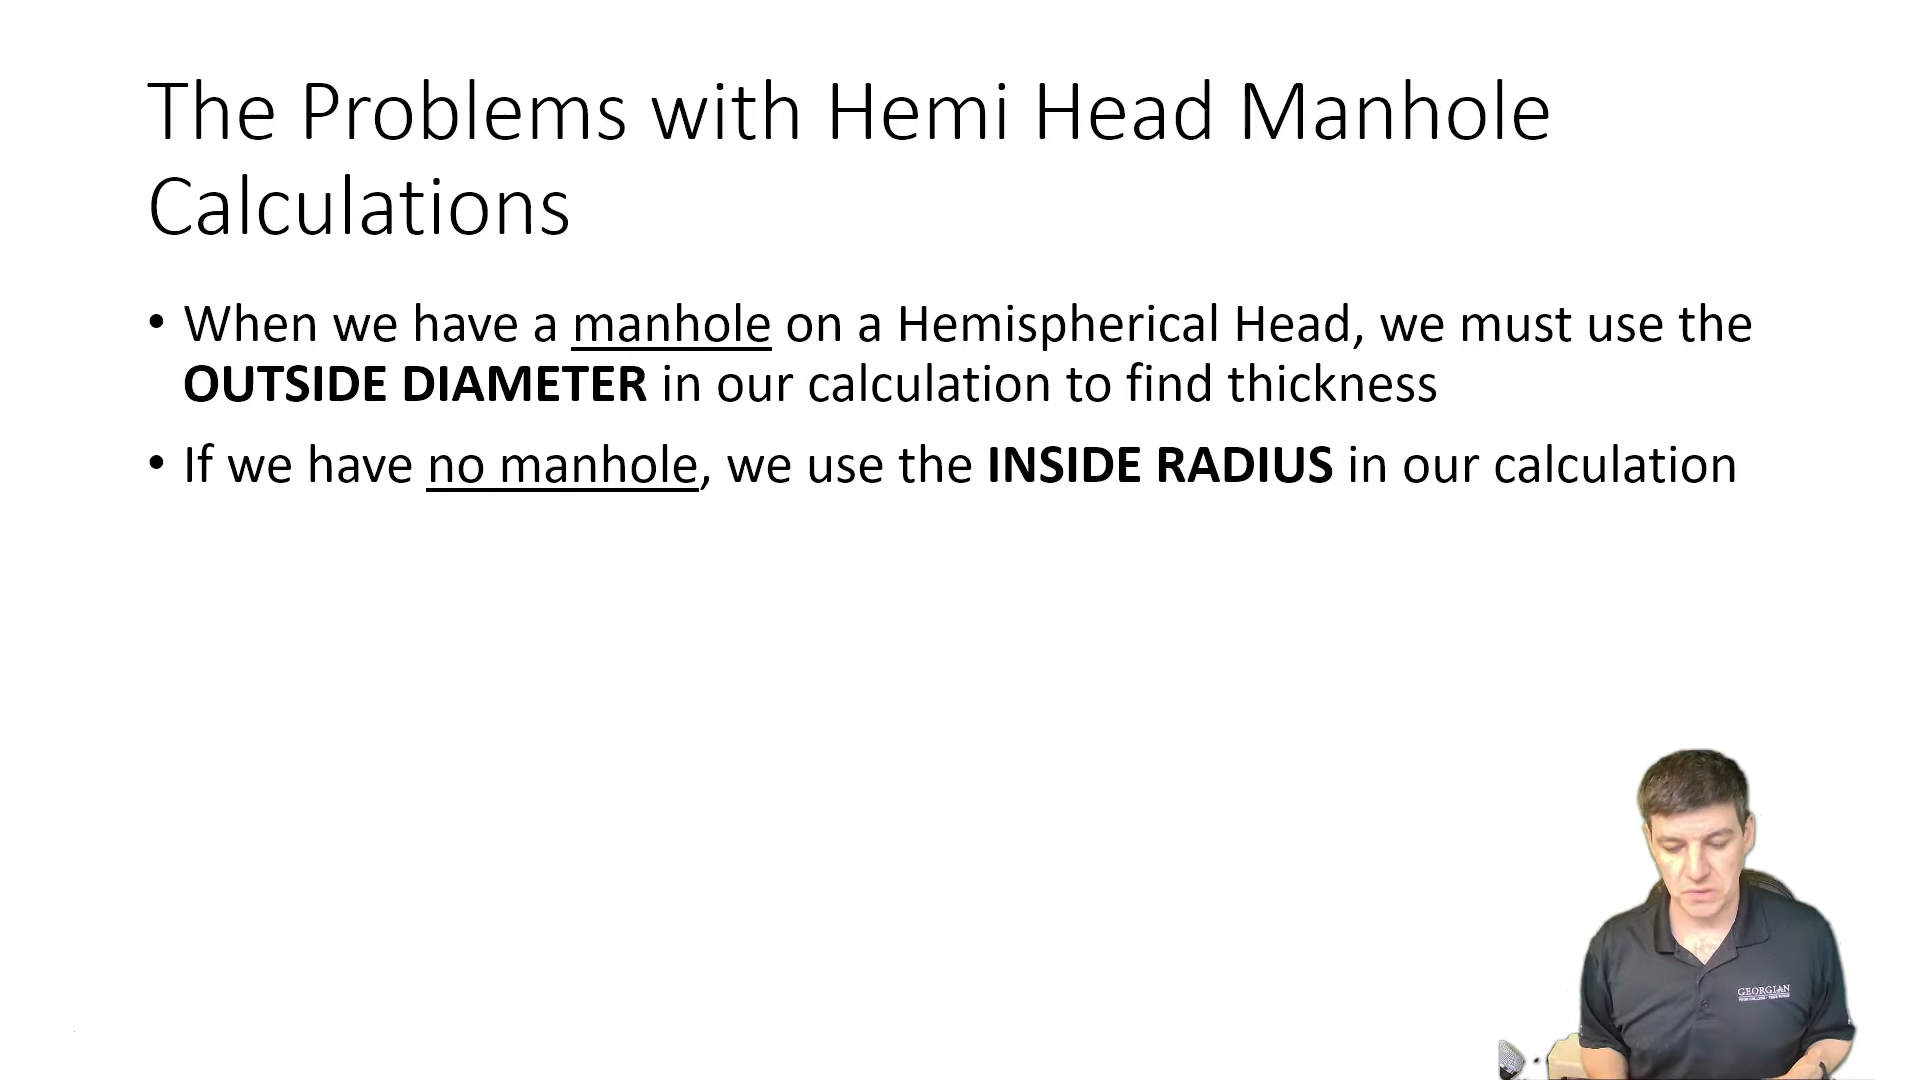 The Problems with Hemi Head Manhole
Calculations
• When we have a manhole on a Hemispherical Head, we must use the
OUTSIDE DIAMETER in our calculation to find thickness
• If we have no manhole, we use the INSIDE RADIUS in our calculation
GEORGIAN